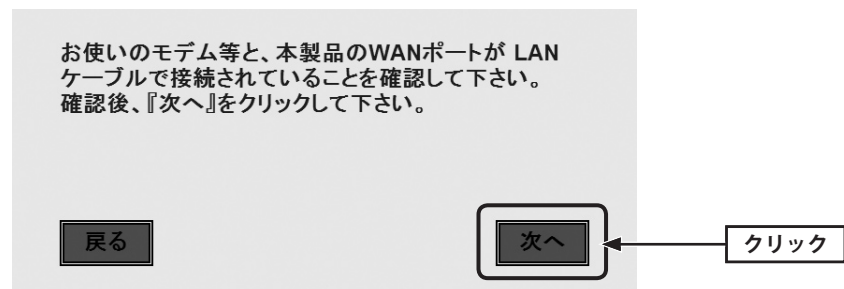 お使いのモデム等と、本製品のWANポートが LAN
ケーブルで接続されていることを確認して下さい。
確認後、『次へ』をクリックして下さい。
戻る
次へ
クリック